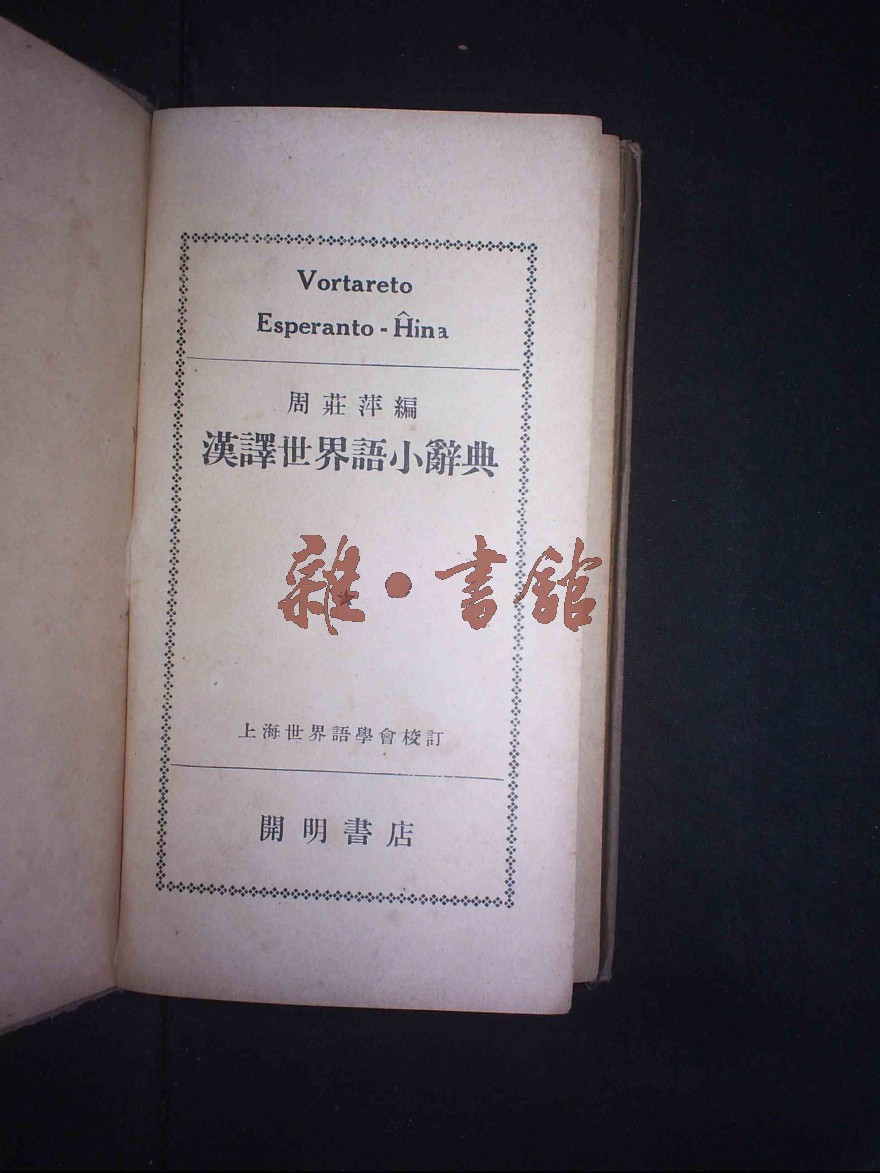 Vortareto
Esperanto - Ĥina
周莊萍編
漢譯世界語小辭典
雜·書館
上海世界語學會校訂
開明書店